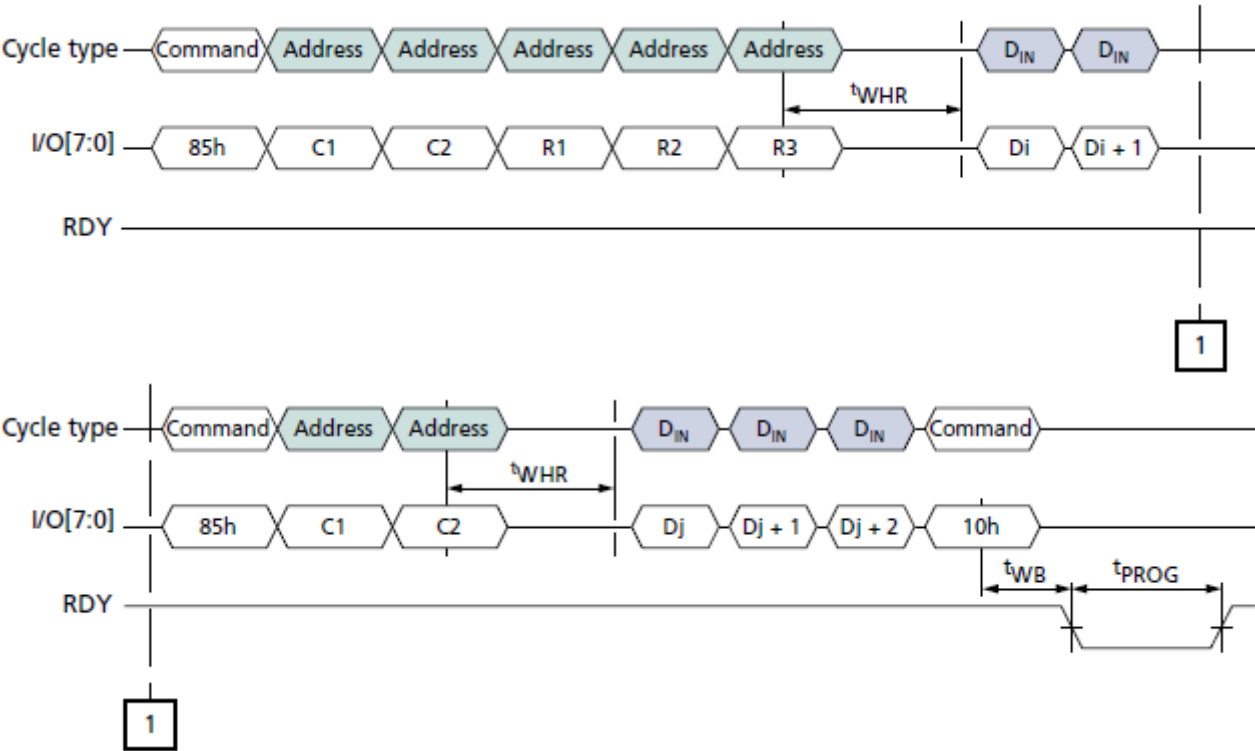 Cycle type Command Address Address Address Address Address DIN DIN
tWHR
I/O[7:0] 85h C1 C2 R1 R2 R3 Di Di + 1
RDY
1
Cycle type Command Address Address DIN DIN DIN Command
tWHR
I/O[7:0] 85h C1 C2 Dj Dj + 1 Dj + 2 10h
tWB tPROG
RDY
1